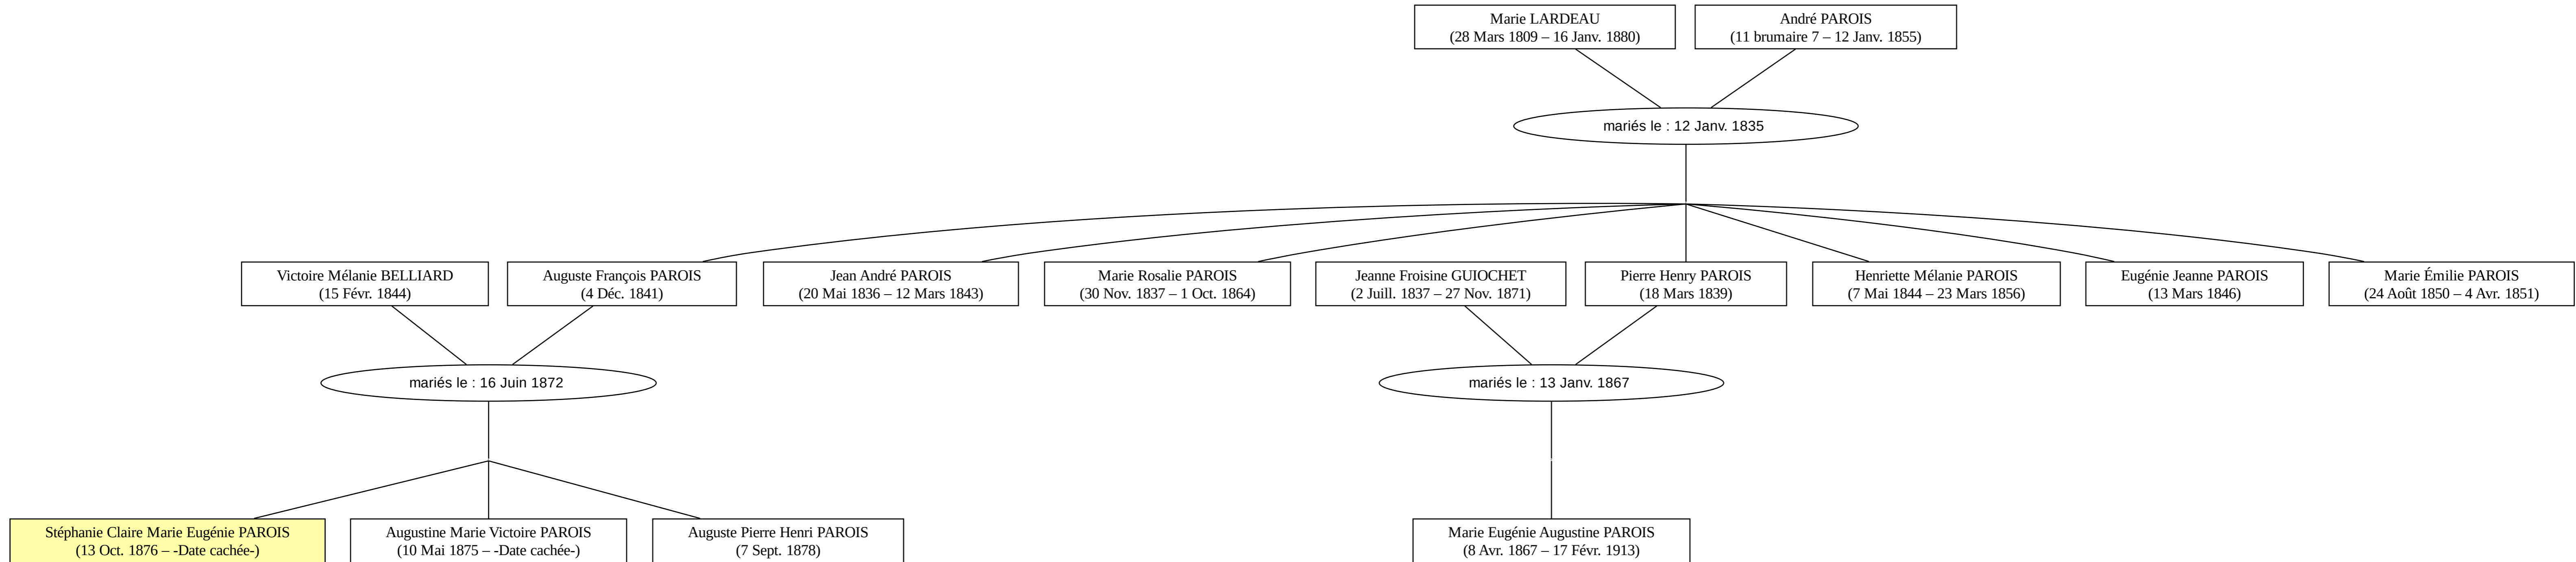 Marie LARDEAU
(28 Mars 1809 – 16 Janv. 1880)
André PAROIS
(11 brumaire 7 – 12 Janv. 1855)
mariés le : 12 Janv. 1835
Victoire Mélanie BELLIARD
(15 Févr. 1844)
Auguste François PAROIS
(4 Déc. 1841)
Jean André PAROIS
(20 Mai 1836 – 12 Mars 1843)
Marie Rosalie PAROIS
(30 Nov. 1837 – 1 Oct. 1864)
Jeanne Froisine GUIOCHET
(2 Juill. 1837 – 27 Nov. 1871)
Pierre Henry PAROIS
(18 Mars 1839)
Henriette Mélanie PAROIS
(7 Mai 1844 – 23 Mars 1856)
Eugénie Jeanne PAROIS
(13 Mars 1846)
Marie Émilie PAROIS
(24 Août 1850 – 4 Avr. 1851)
mariés le : 16 Juin 1872
mariés le : 13 Janv. 1867
Stéphanie Claire Marie Eugénie PAROIS
(13 Oct. 1876 – -Date cachée-)
Augustine Marie Victoire PAROIS
(10 Mai 1875 – -Date cachée-)
Auguste Pierre Henri PAROIS
(7 Sept. 1878)
Marie Eugénie Augustine PAROIS
(8 Avr. 1867 – 17 Févr. 1913)